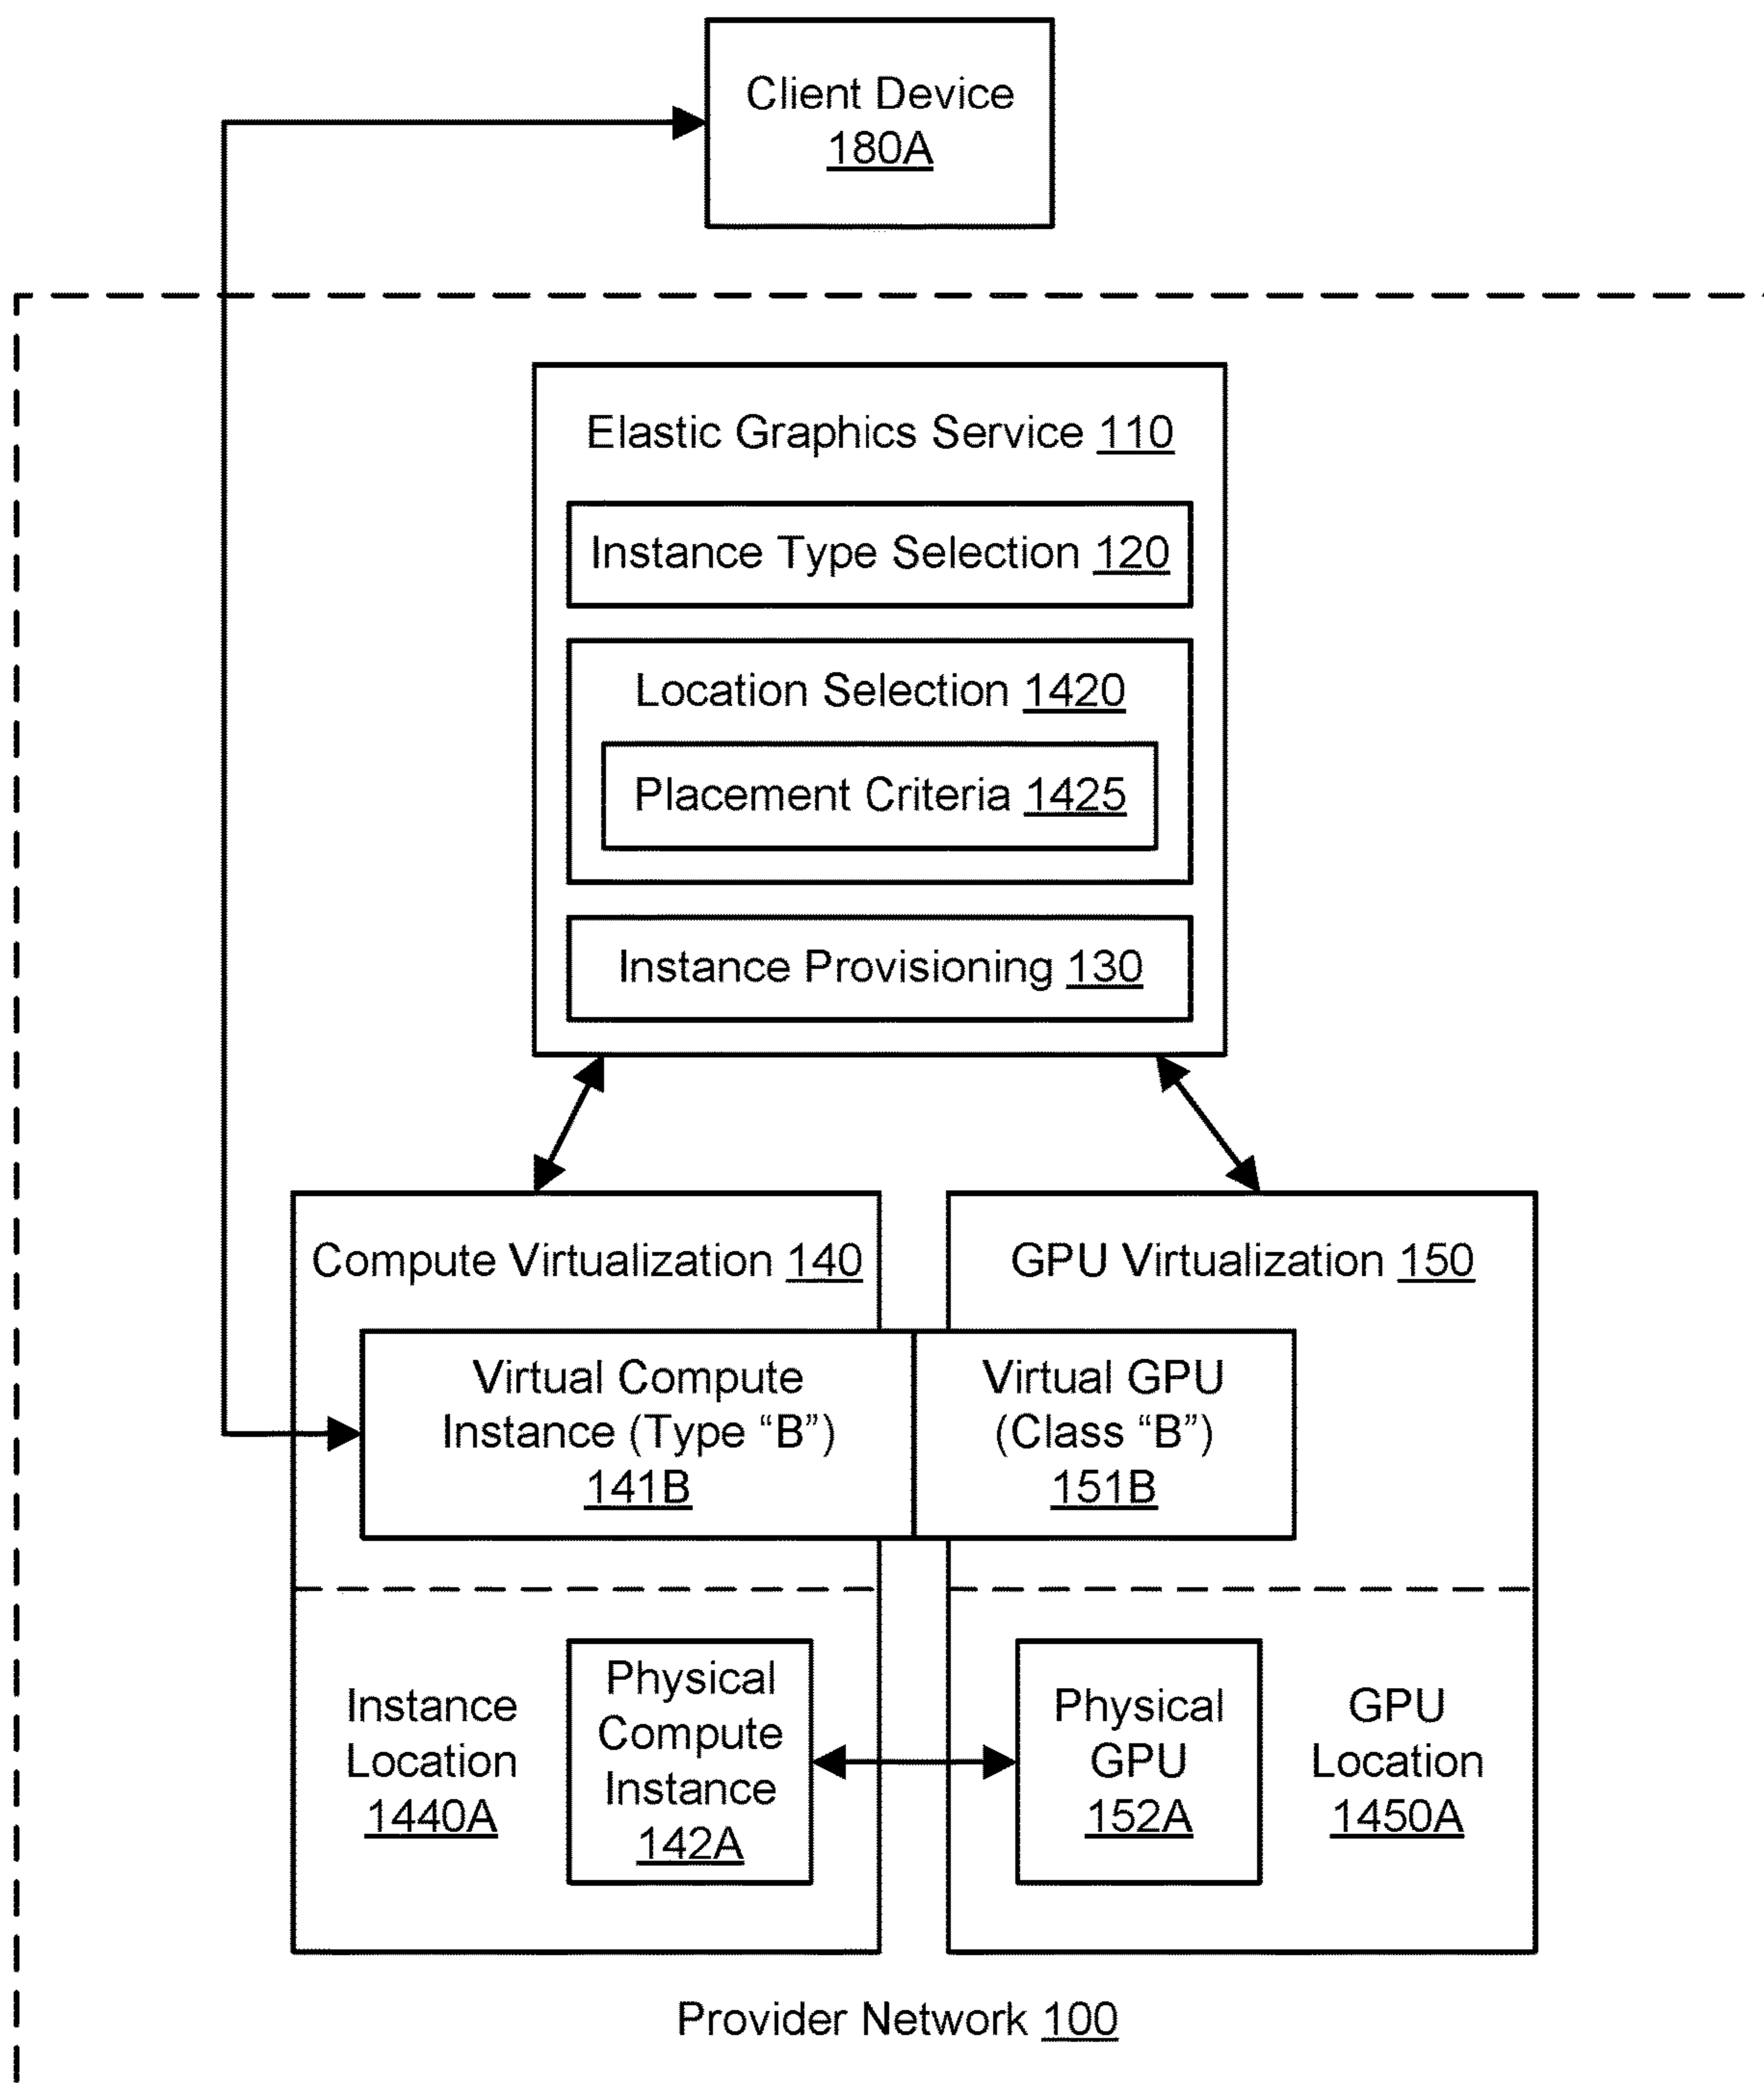 Client Device
180A
Elastic Graphics Service 110
Instance Type Selection 120
Location Selection 1420
Placement Criteria 1425
Instance Provisioning 130
Compute Virtualization 140
GPU Virtualization 150
Virtual Compute
Instance (Type “B”)
141B
Virtual GPU
(Class “B”)
151B
Instance
Location
1440A
Physical
Compute
Instance
142A
Physical
GPU
152A
GPU
Location
1450A
Provider Network 100